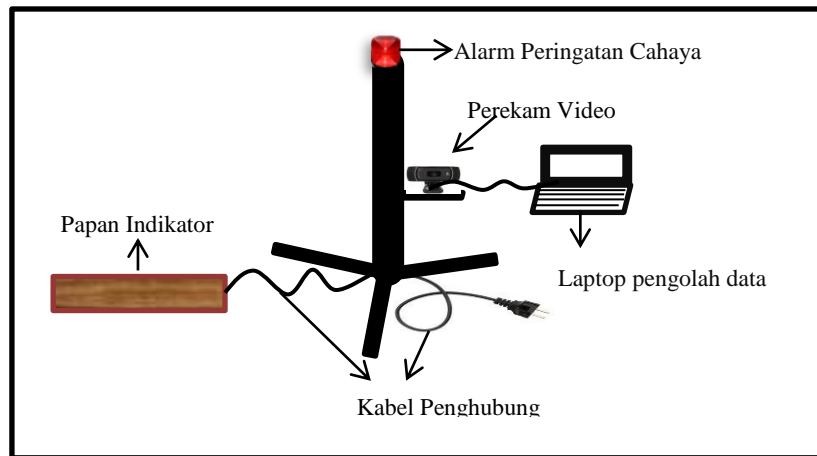 Alarm Peringatan Cahaya
Perekam Video
Papan Indikator
Laptop pengolah data
Kabel Penghubung